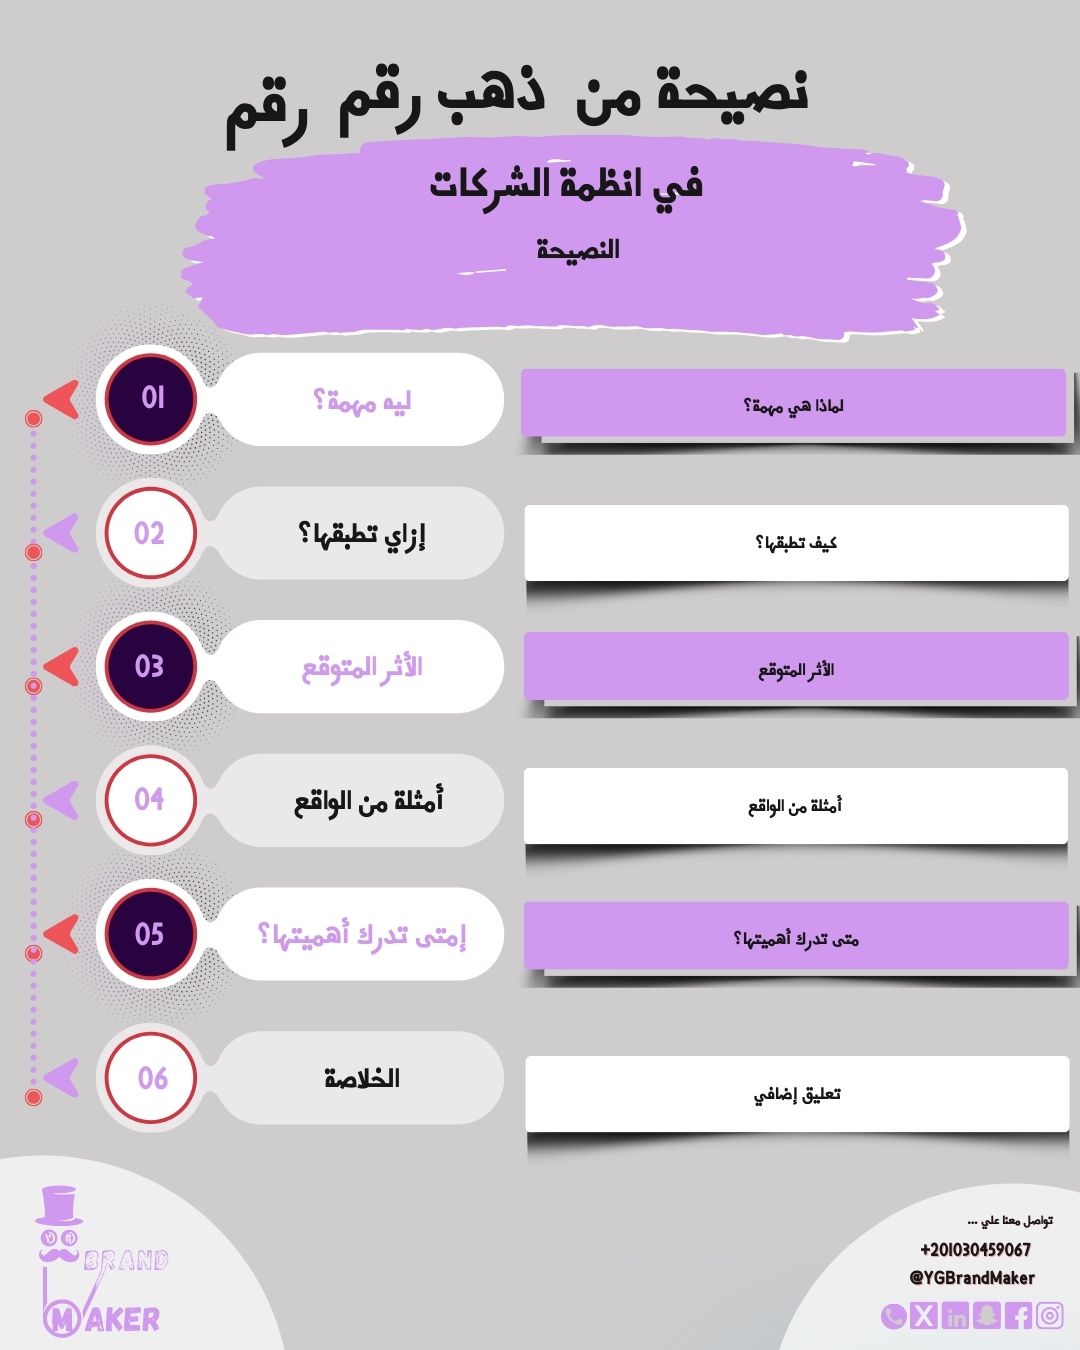 نصيحة من ذهب رقم رقم
في انظمة الشركات
النصيحة
01
ليه مهمة؟
لماذا هي مهمة؟
02
إزاي تطبقها؟
كيف تطبقها؟
03
الأثر المتوقع
الأثر المتوقع
04
أمثلة من الواقع
أمثلة من الواقع
05
إمتى تدرك أهميتها؟
متى تدرك أهميتها؟
06
الخلاصة
تعليق إضافي
BRAND
MAKER
تواصل معنا علي ...
+201030459067
@YGBrandMaker